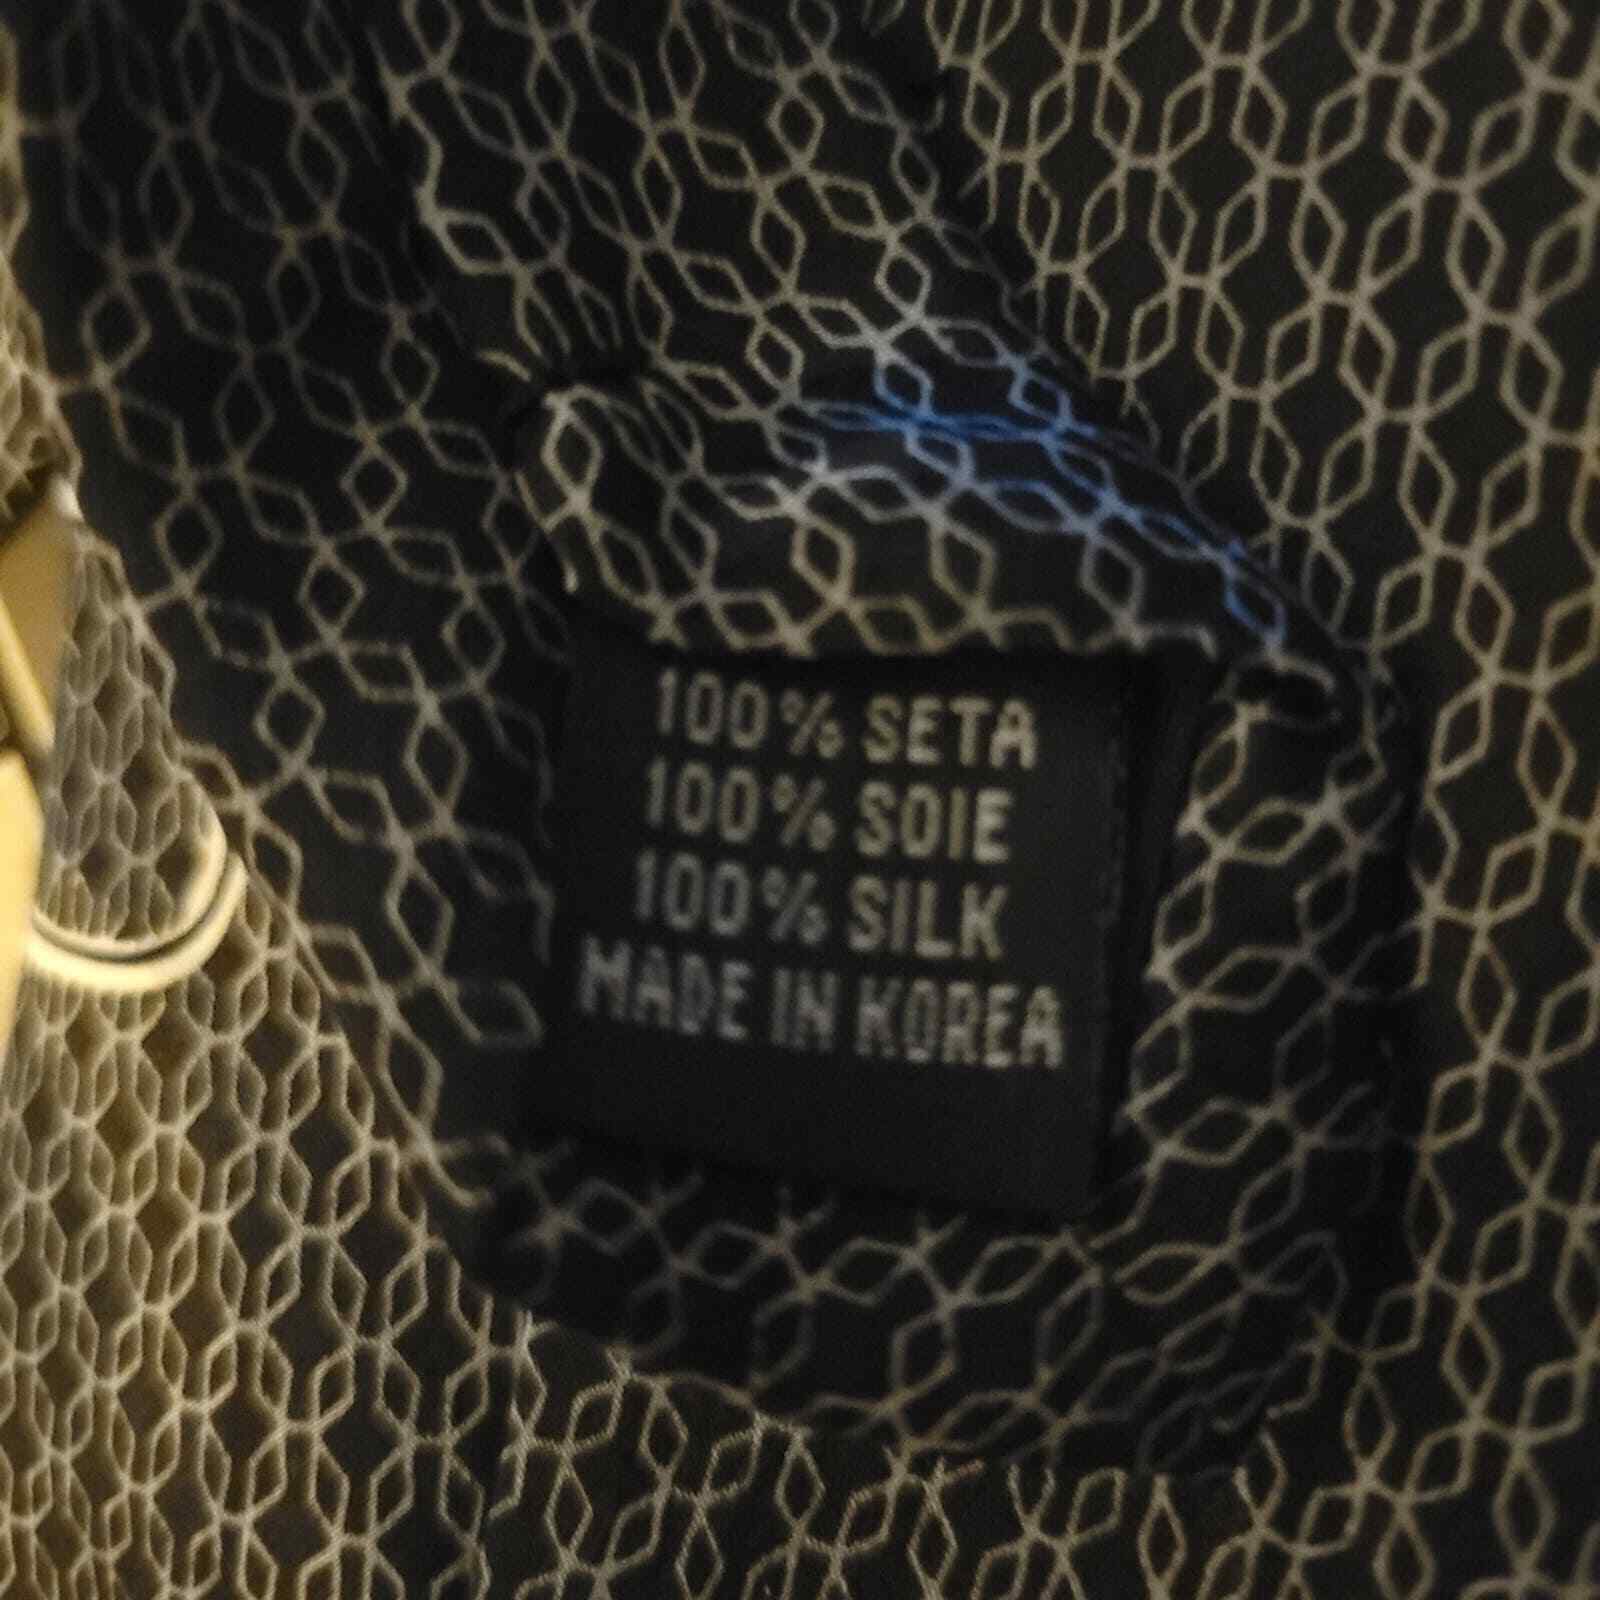 100% SETA
100% SOIE
100% SILK
MADE IN KOREA